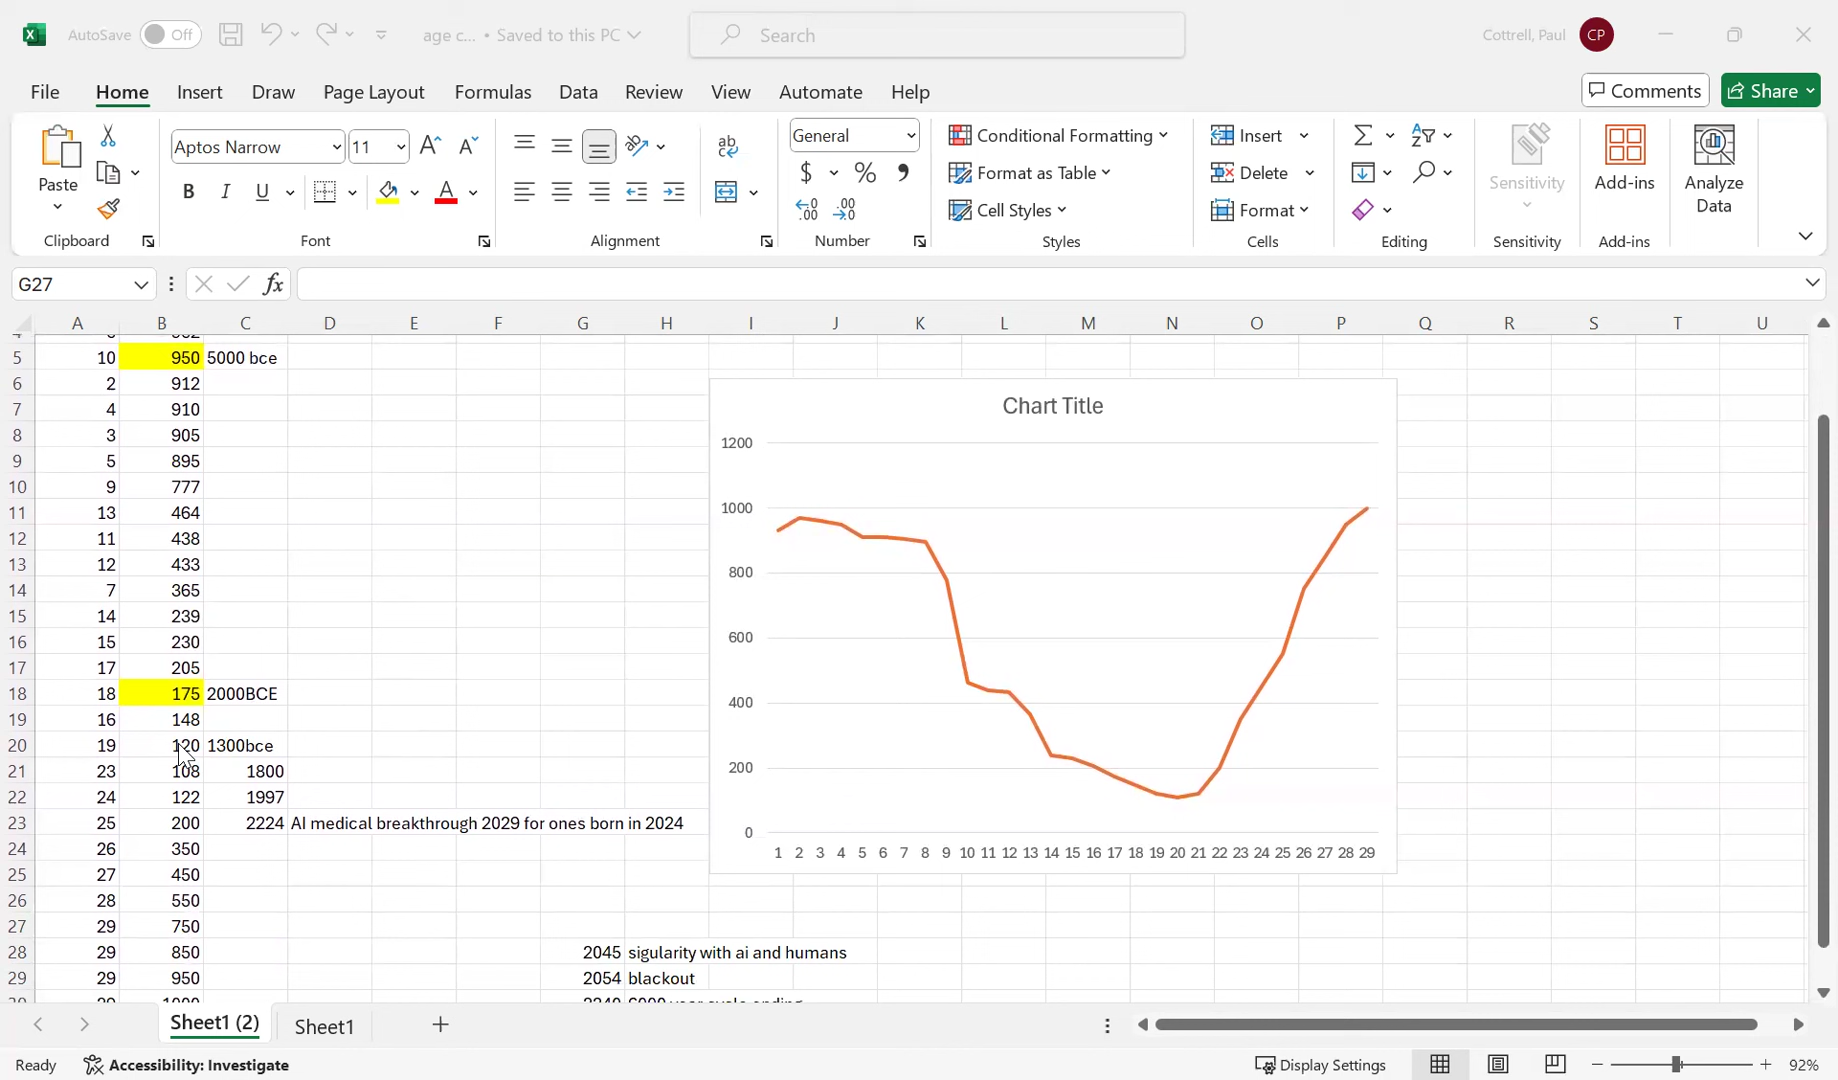 AutoSave Off age c... • Saved to this PC Search Cottrell, Paul CP
File Home Insert Draw Page Layout Formulas Data Review View Automate Help Comments Share
Paste
Clipboard
Aptos Narrow 11
B I U A
Font
ab
Alignment
General
$ % ,
Number
Conditional Formatting
Format as Table
Cell Styles
Styles
Insert
Delete
Format
Cells
Editing
Sensitivity
Sensitivity
Add-ins
Add-ins
Analyze
Data
G27 fx
A B C D E F G H I J K L M N O P Q R S T U
5 10 950 5000 bce
6 2 912
7 4 910
8 3 905
9 5 895
10 9 777
11 13 464
12 11 438
13 12 433
14 7 365
15 14 239
16 15 230
17 17 205
18 18 175 2000BCE
19 16 148
20 19 120 1300bce
21 23 108 1800
22 24 122 1997
23 25 200 2224 AI medical breakthrough 2029 for ones born in 2024
24 26 350
25 27 450
26 28 550
27 29 750
28 29 850 2045 sigularity with ai and humans
29 29 950 2054 blackout
Chart Title
1200
1000
800
600
400
200
0
1 2 3 4 5 6 7 8 9 10 11 12 13 14 15 16 17 18 19 20 21 22 23 24 25 26 27 28 29
Sheet1 (2) Sheet1
Ready Accessibility: Investigate Display Settings 92%